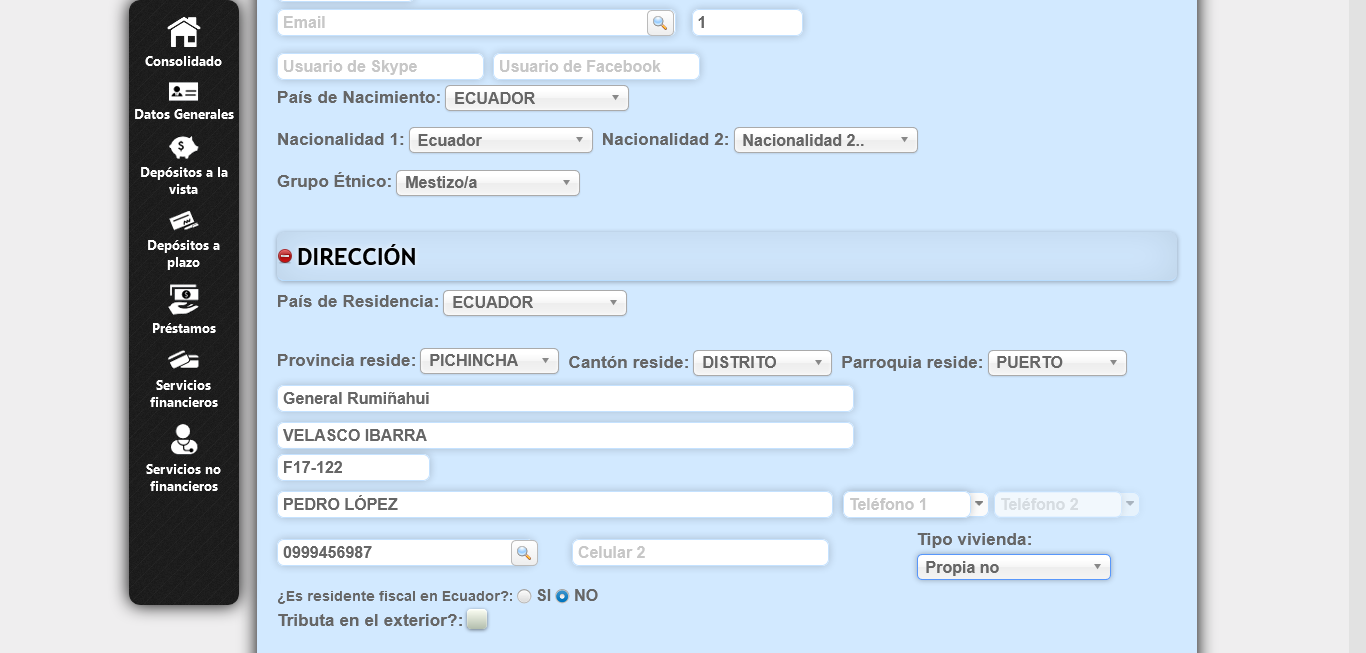 Consolidado
Datos Generales
Depósitos a la
vista
Depósitos a
plazo
Préstamos
Servicios
financieros
Servicios no
financieros
Email
1
Usuario de Skype
Usuario de Facebook
País de Nacimiento: ECUADOR
Nacionalidad 1: Ecuador
Nacionalidad 2: Nacionalidad 2..
Grupo Étnico: Mestizo/a
DIRECCIÓN
País de Residencia: ECUADOR
Provincia reside: PICHINCHA
Cantón reside: DISTRITO
Parroquia reside: PUERTO
General Rumiñahui
VELASCO IBARRA
F17-122
PEDRO LÓPEZ
Teléfono 1
Teléfono 2
0999456987
Celular 2
Tipo vivienda:
Propia no
¿Es residente fiscal en Ecuador?: SI NO
Tributa en el exterior?: